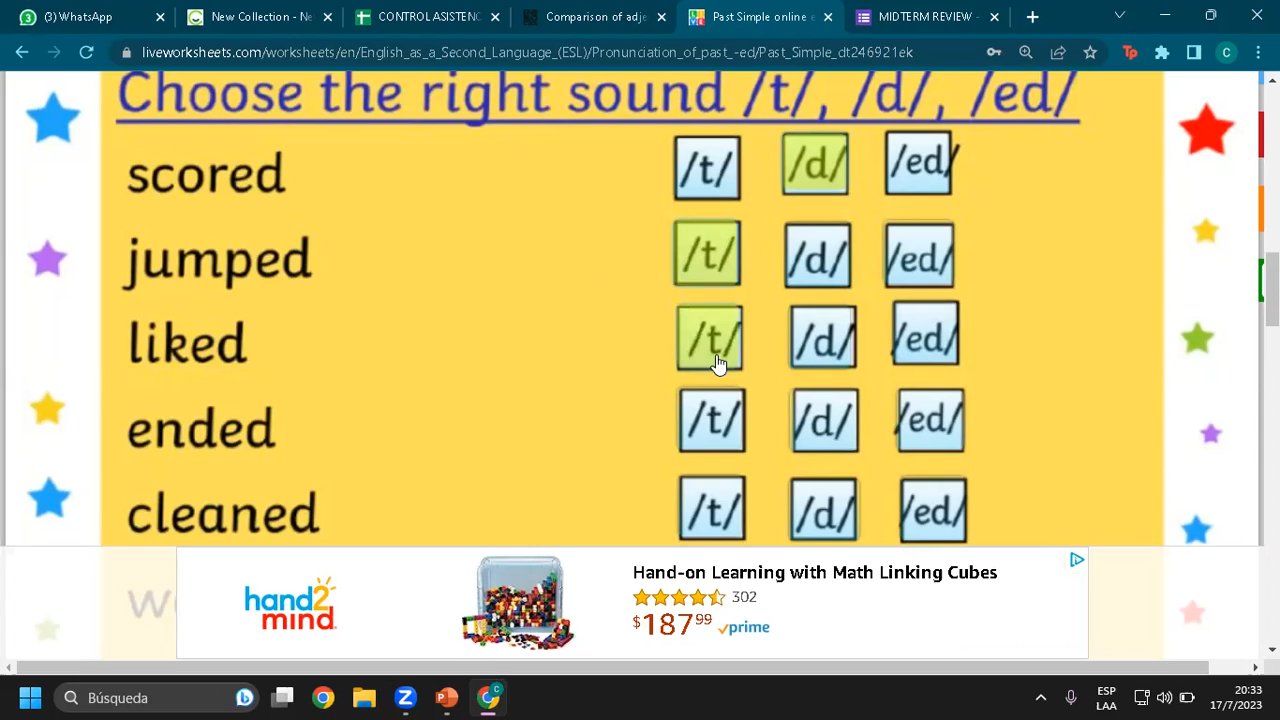 (3) WhatsApp
New Collection - Ne
CONTROL ASISTENC
Comparison of adje
Past Simple online e
MIDTERM REVIEW -
liveworksheets.com/worksheets/en/English_as_a_Second_Language_(ESL)/Pronunciation_of_past_-ed/Past_Simple_dt246921ek
Choose the right sound /t/, /d/, /ed/
scored /t/ /d/ /ed/
jumped /t/ /d/ /ed/
liked /t/ /d/ /ed/
ended /t/ /d/ /ed/
cleaned /t/ /d/ /ed/
hand2
mind.
Hand-on Learning with Math Linking Cubes
302
$187.99 prime
Búsqueda
ESP
LAA
20:33
17/7/2023